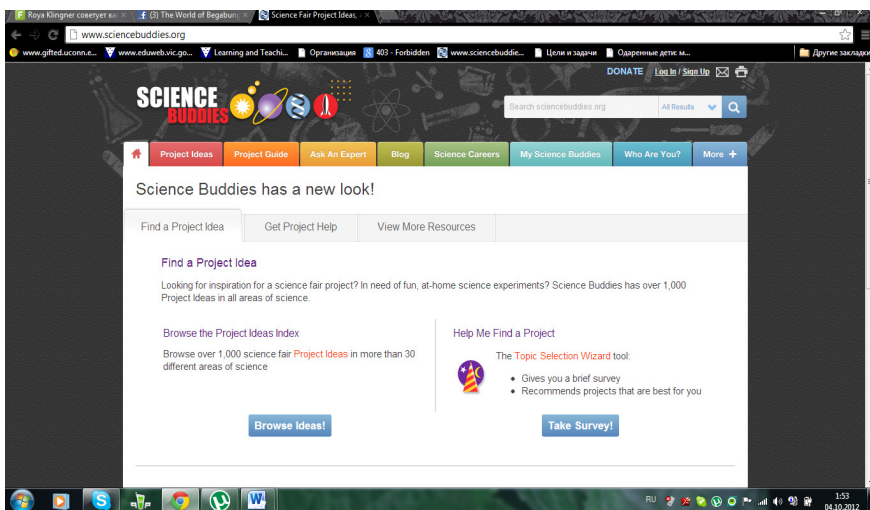 Roya Klingner советует ва
(3) The World of Begabun
Science Fair Project Ideas,
www.sciencebuddies.org
www.gifted.uconn.e...
www.eduweb.vic.go...
Learning and Teachi...
Организация
403 - Forbidden
www.sciencebuddie...
Цели и задачи
Одаренные дети: м...
Другие закладки
DONATE Log In / Sign Up
SCIENCE
BUDDIES
Search sciencebuddies.org
All Results
Project Ideas
Project Guide
Ask An Expert
Blog
Science Careers
My Science Buddies
Who Are You?
More +
Science Buddies has a new look!
Find a Project Idea
Get Project Help
View More Resources
Find a Project Idea
Looking for inspiration for a science fair project? In need of fun, at-home science experiments? Science Buddies has over 1,000
Project Ideas in all areas of science.
Browse the Project Ideas Index
Browse over 1,000 science fair Project Ideas in more than 30
different areas of science
Browse Ideas!
Help Me Find a Project
The Topic Selection Wizard tool:
• Gives you a brief survey
• Recommends projects that are best for you
Take Survey!
RU
1:53
04.10.2012